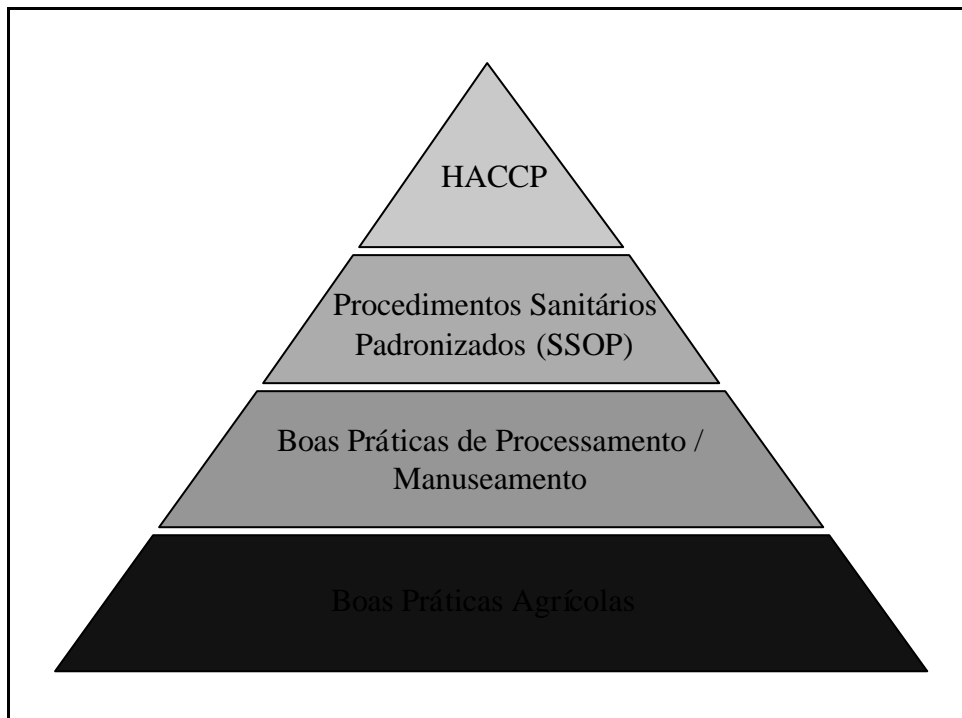 HACCP
Procedimentos Sanitários
Padronizados (SSOP)
Boas Práticas de Processamento /
Manuseamento
Boas Práticas Agrícolas